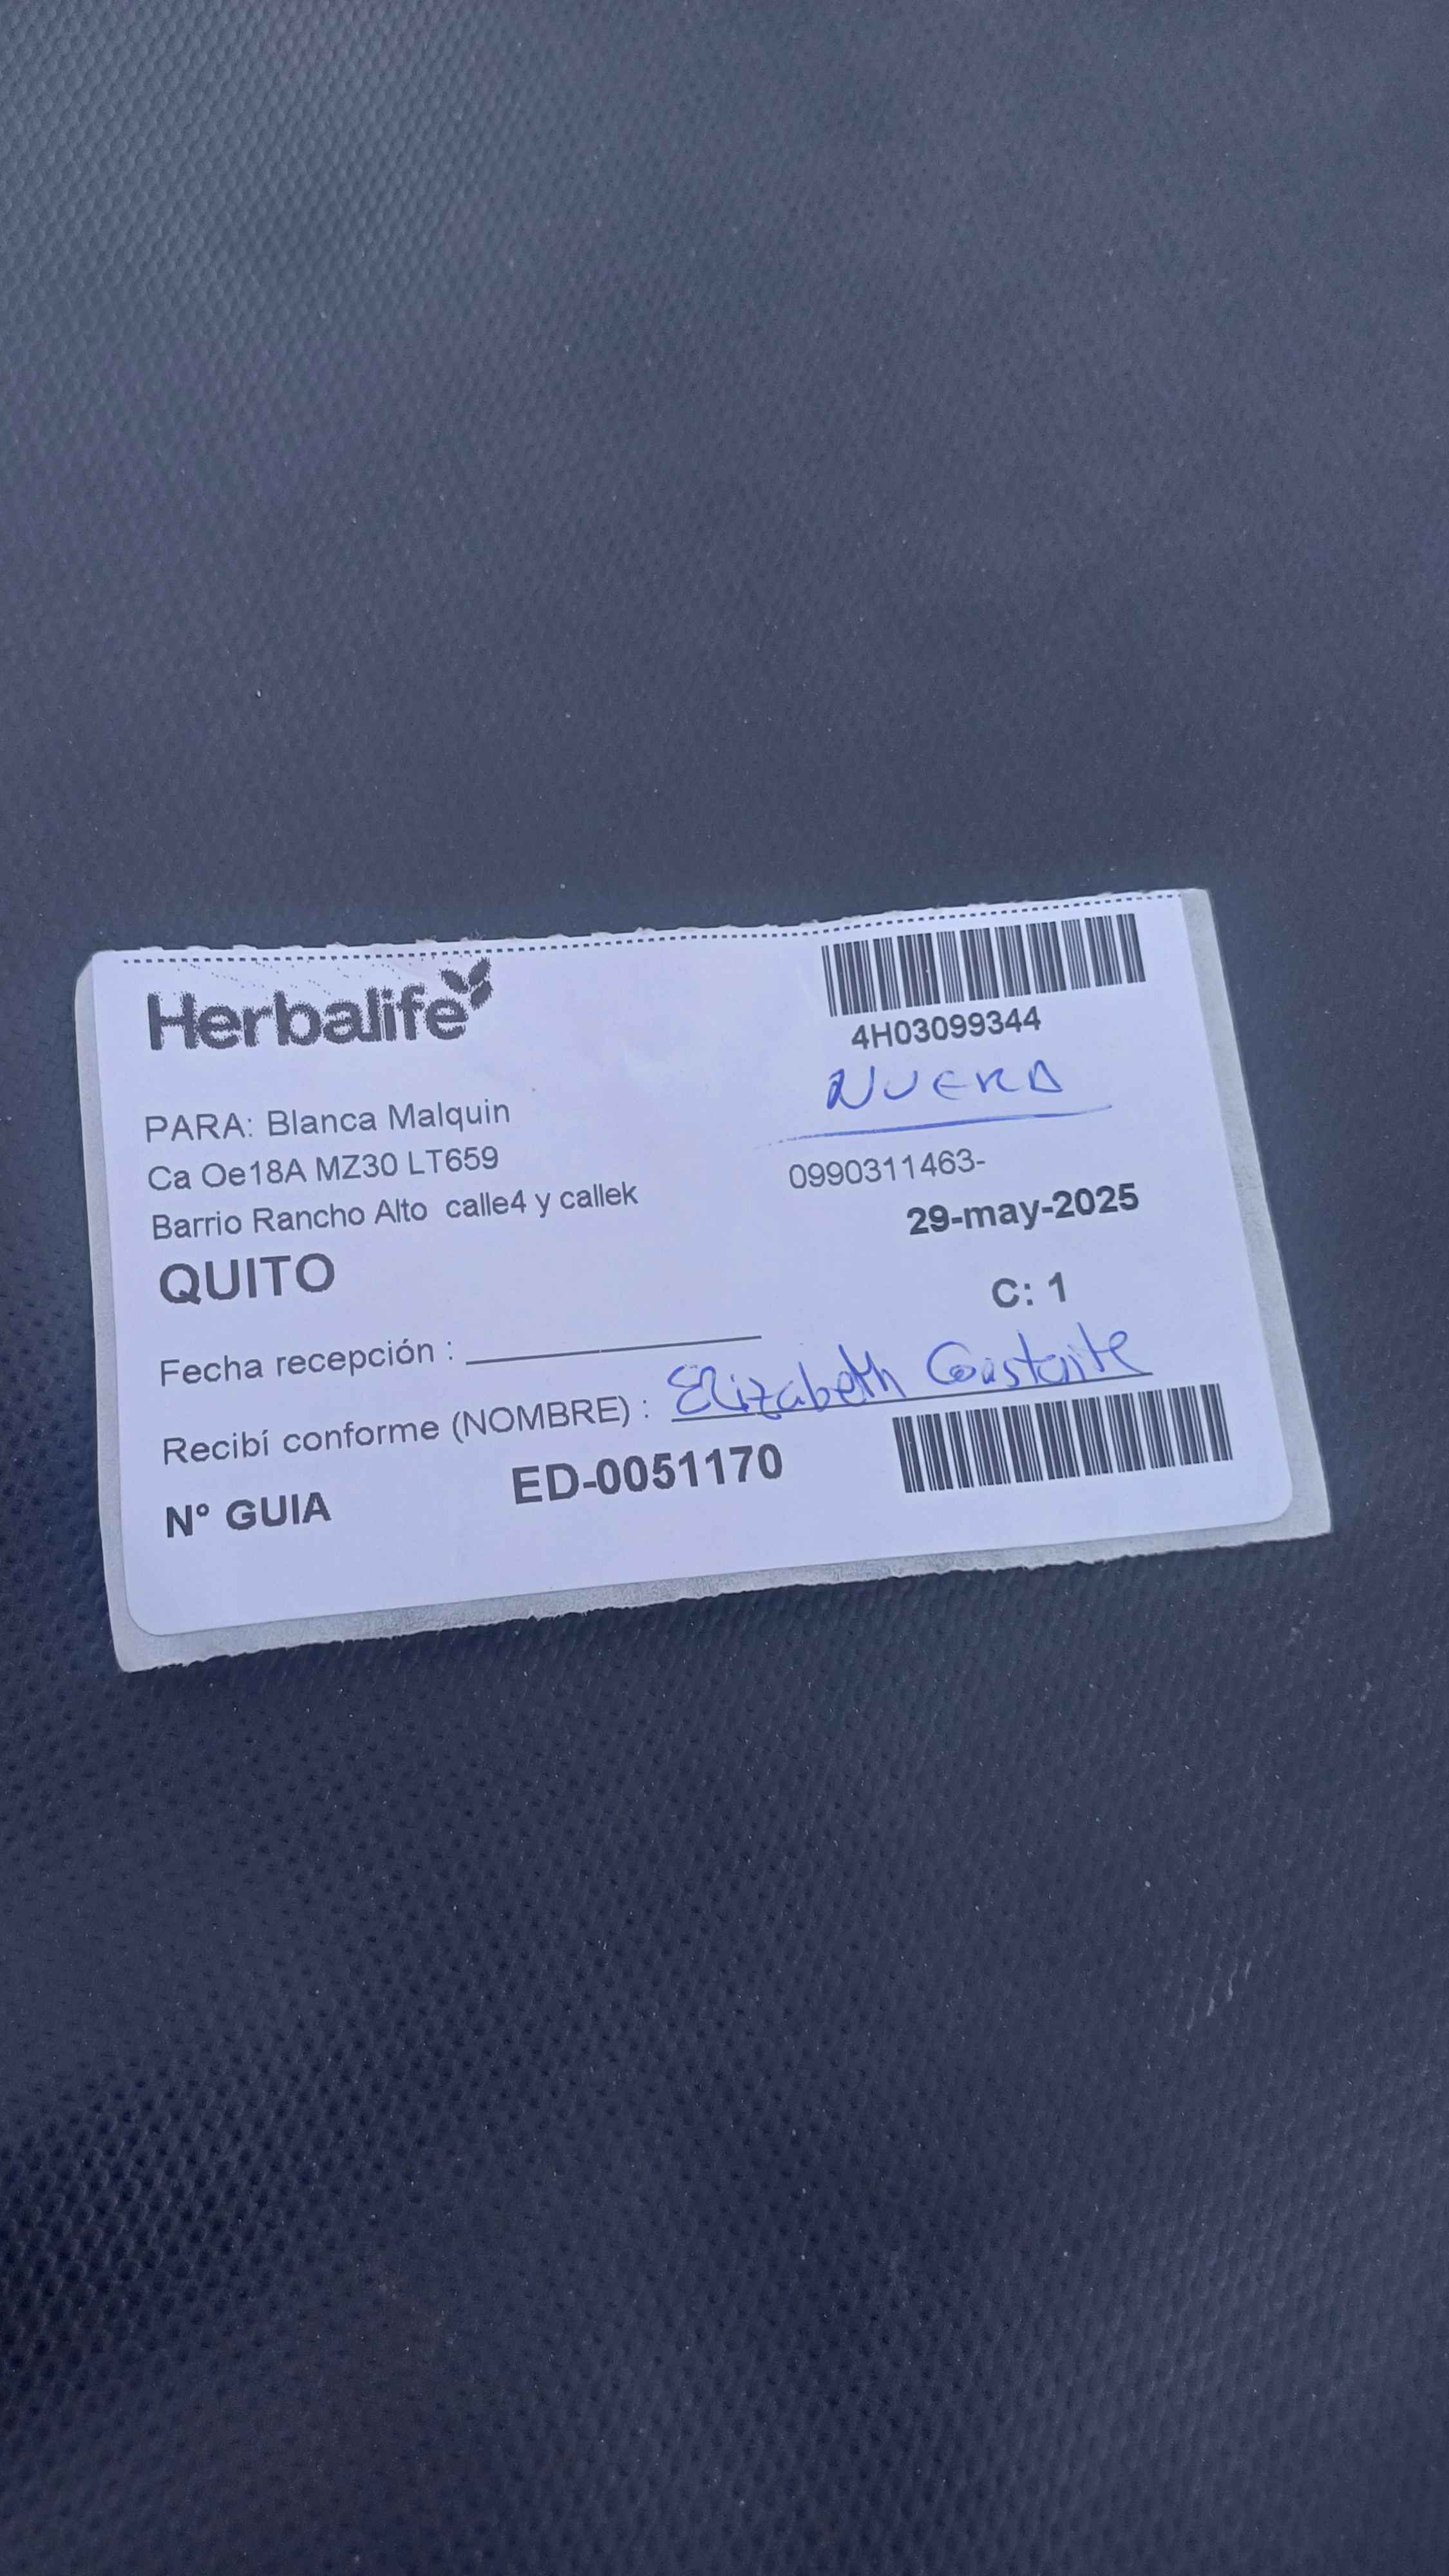 Herbalife
4H03099344
NUERA
PARA: Blanca Malquin
Ca Oe18A MZ30 LT659
0990311463-
Barrio Rancho Alto calle4 y callek
29-may-2025
QUITO
C: 1
Fecha recepción : 
Recibí conforme (NOMBRE) : Elizabeth
Nº GUIA ED-0051170